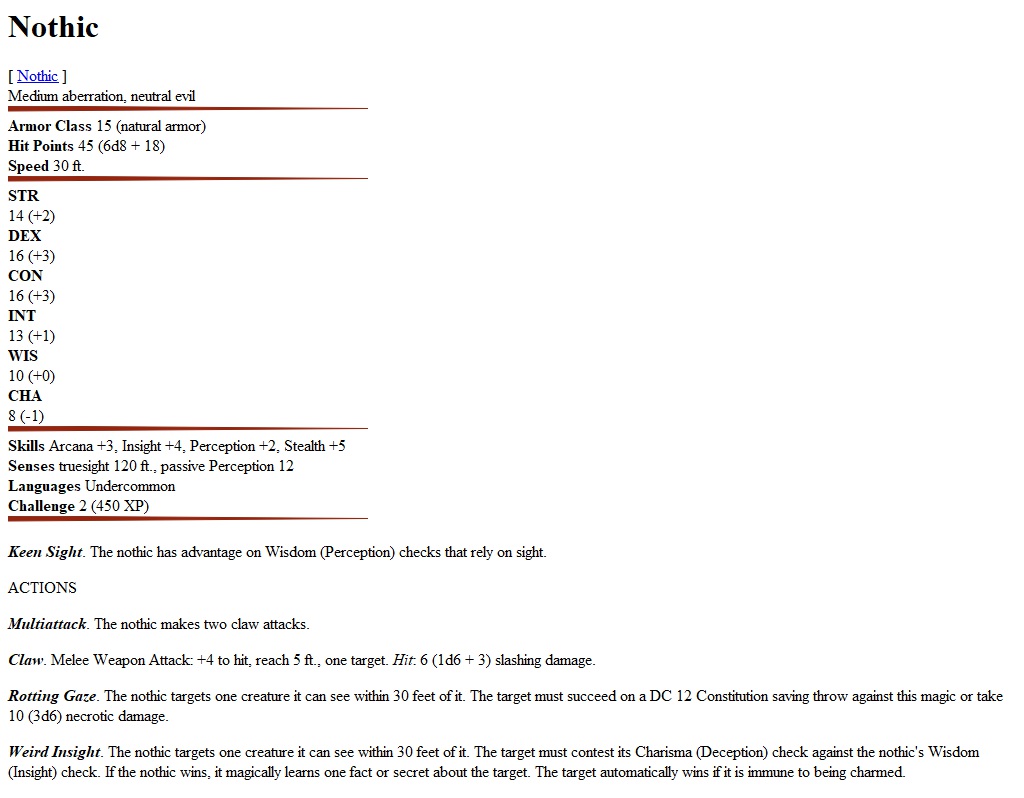 Nothic
[ Nothic ]
Medium aberration, neutral evil
Armor Class 15 (natural armor)
Hit Points 45 (6d8 + 18)
Speed 30 ft.
STR
14 (+2)
DEX
16 (+3)
CON
16 (+3)
INT
13 (+1)
WIS
10 (+0)
CHA
8 (-1)
Skills Arcana +3, Insight +4, Perception +2, Stealth +5
Senses truesight 120 ft., passive Perception 12
Languages Undercommon
Challenge 2 (450 XP)
Keen Sight. The nothic has advantage on Wisdom (Perception) checks that rely on sight.
ACTIONS
Multiattack. The nothic makes two claw attacks.
Claw. Melee Weapon Attack: +4 to hit, reach 5 ft., one target. Hit: 6 (1d6 + 3) slashing damage.
Rotting Gaze. The nothic targets one creature it can see within 30 feet of it. The target must succeed on a DC 12 Constitution saving throw against this magic or take
10 (3d6) necrotic damage.
Weird Insight. The nothic targets one creature it can see within 30 feet of it. The target must contest its Charisma (Deception) check against the nothic's Wisdom
(Insight) check. If the nothic wins, it magically learns one fact or secret about the target. The target automatically wins if it is immune to being charmed.